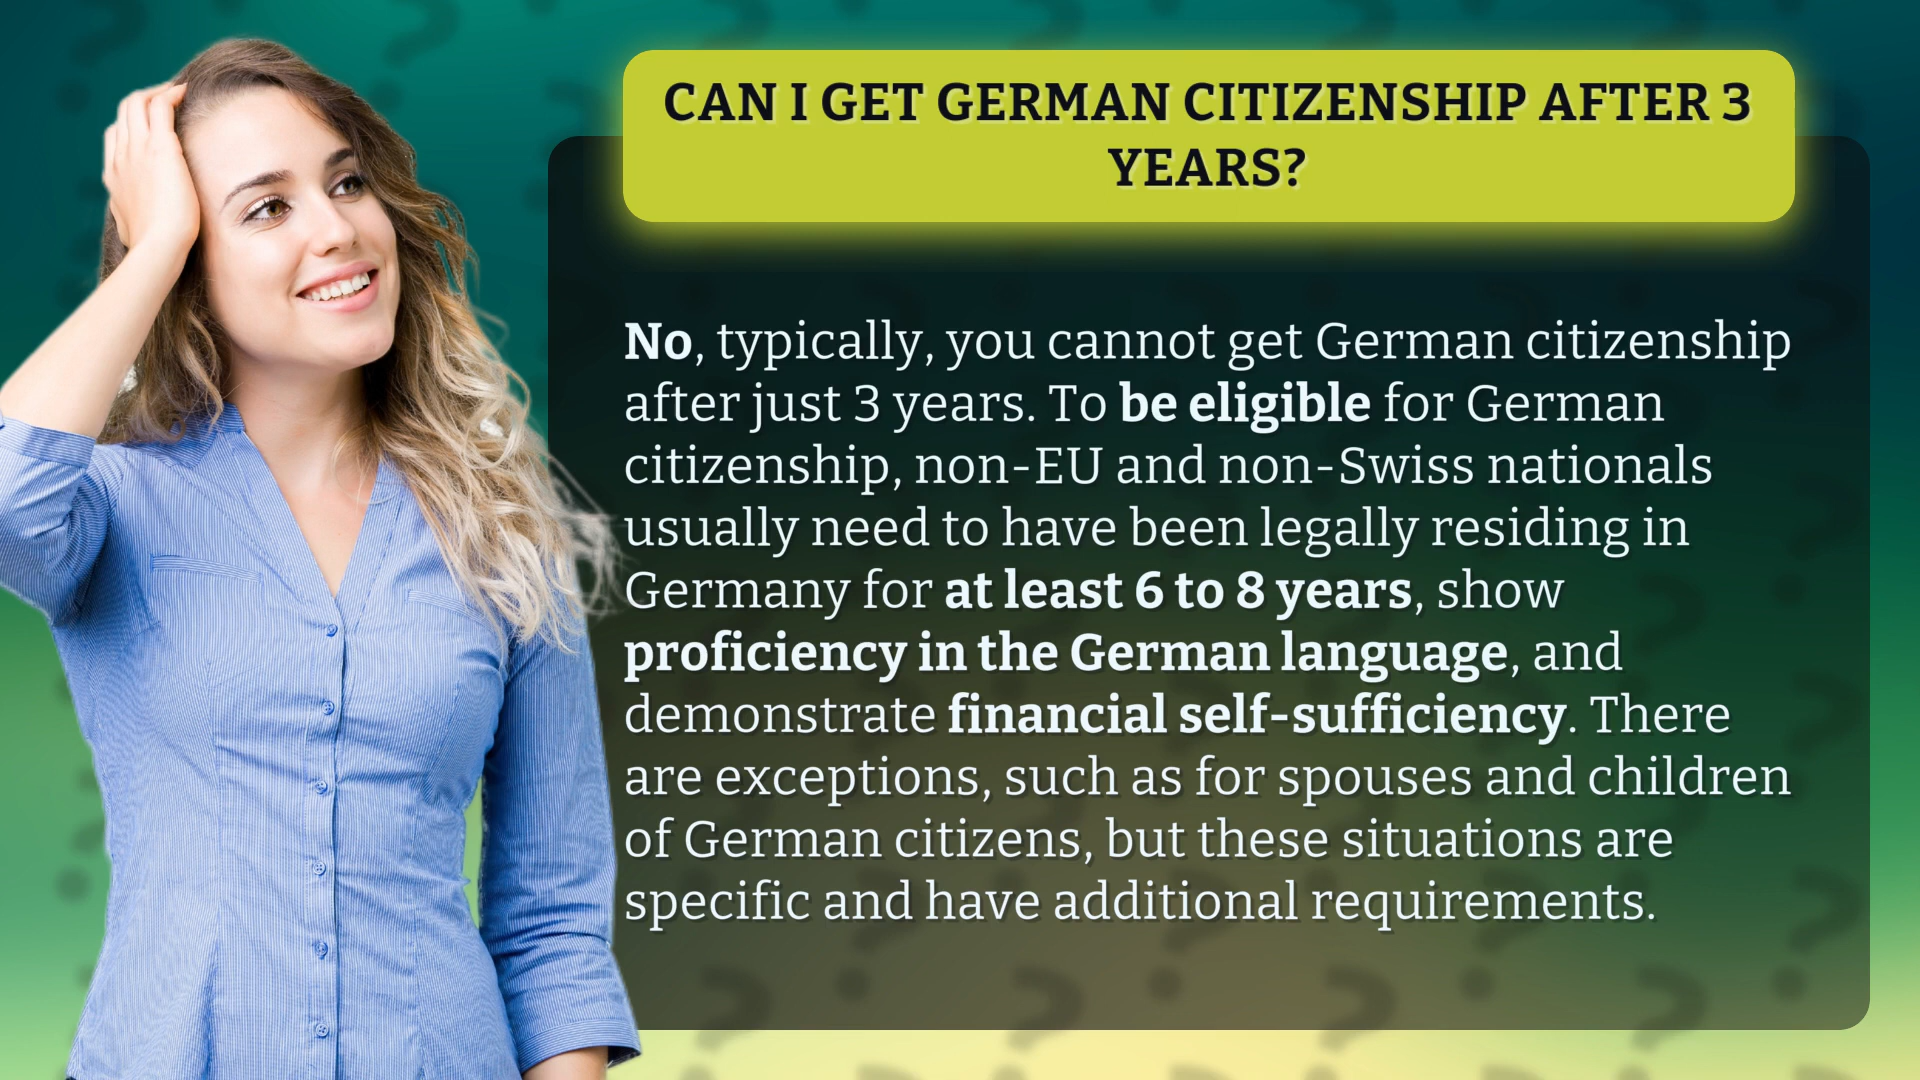 CAN I GET GERMAN CITIZENSHIP AFTER 3
YEARS?
No, typically, you cannot get German citizenship
after just 3 years. To be eligible for German
citizenship, non-EU and non-Swiss nationals
usually need to have been legally residing in
Germany for at least 6 to 8 years, show
proficiency in the German language, and
demonstrate financial self-sufficiency. There
are exceptions, such as for spouses and children
of German citizens, but these situations are
specific and have additional requirements.